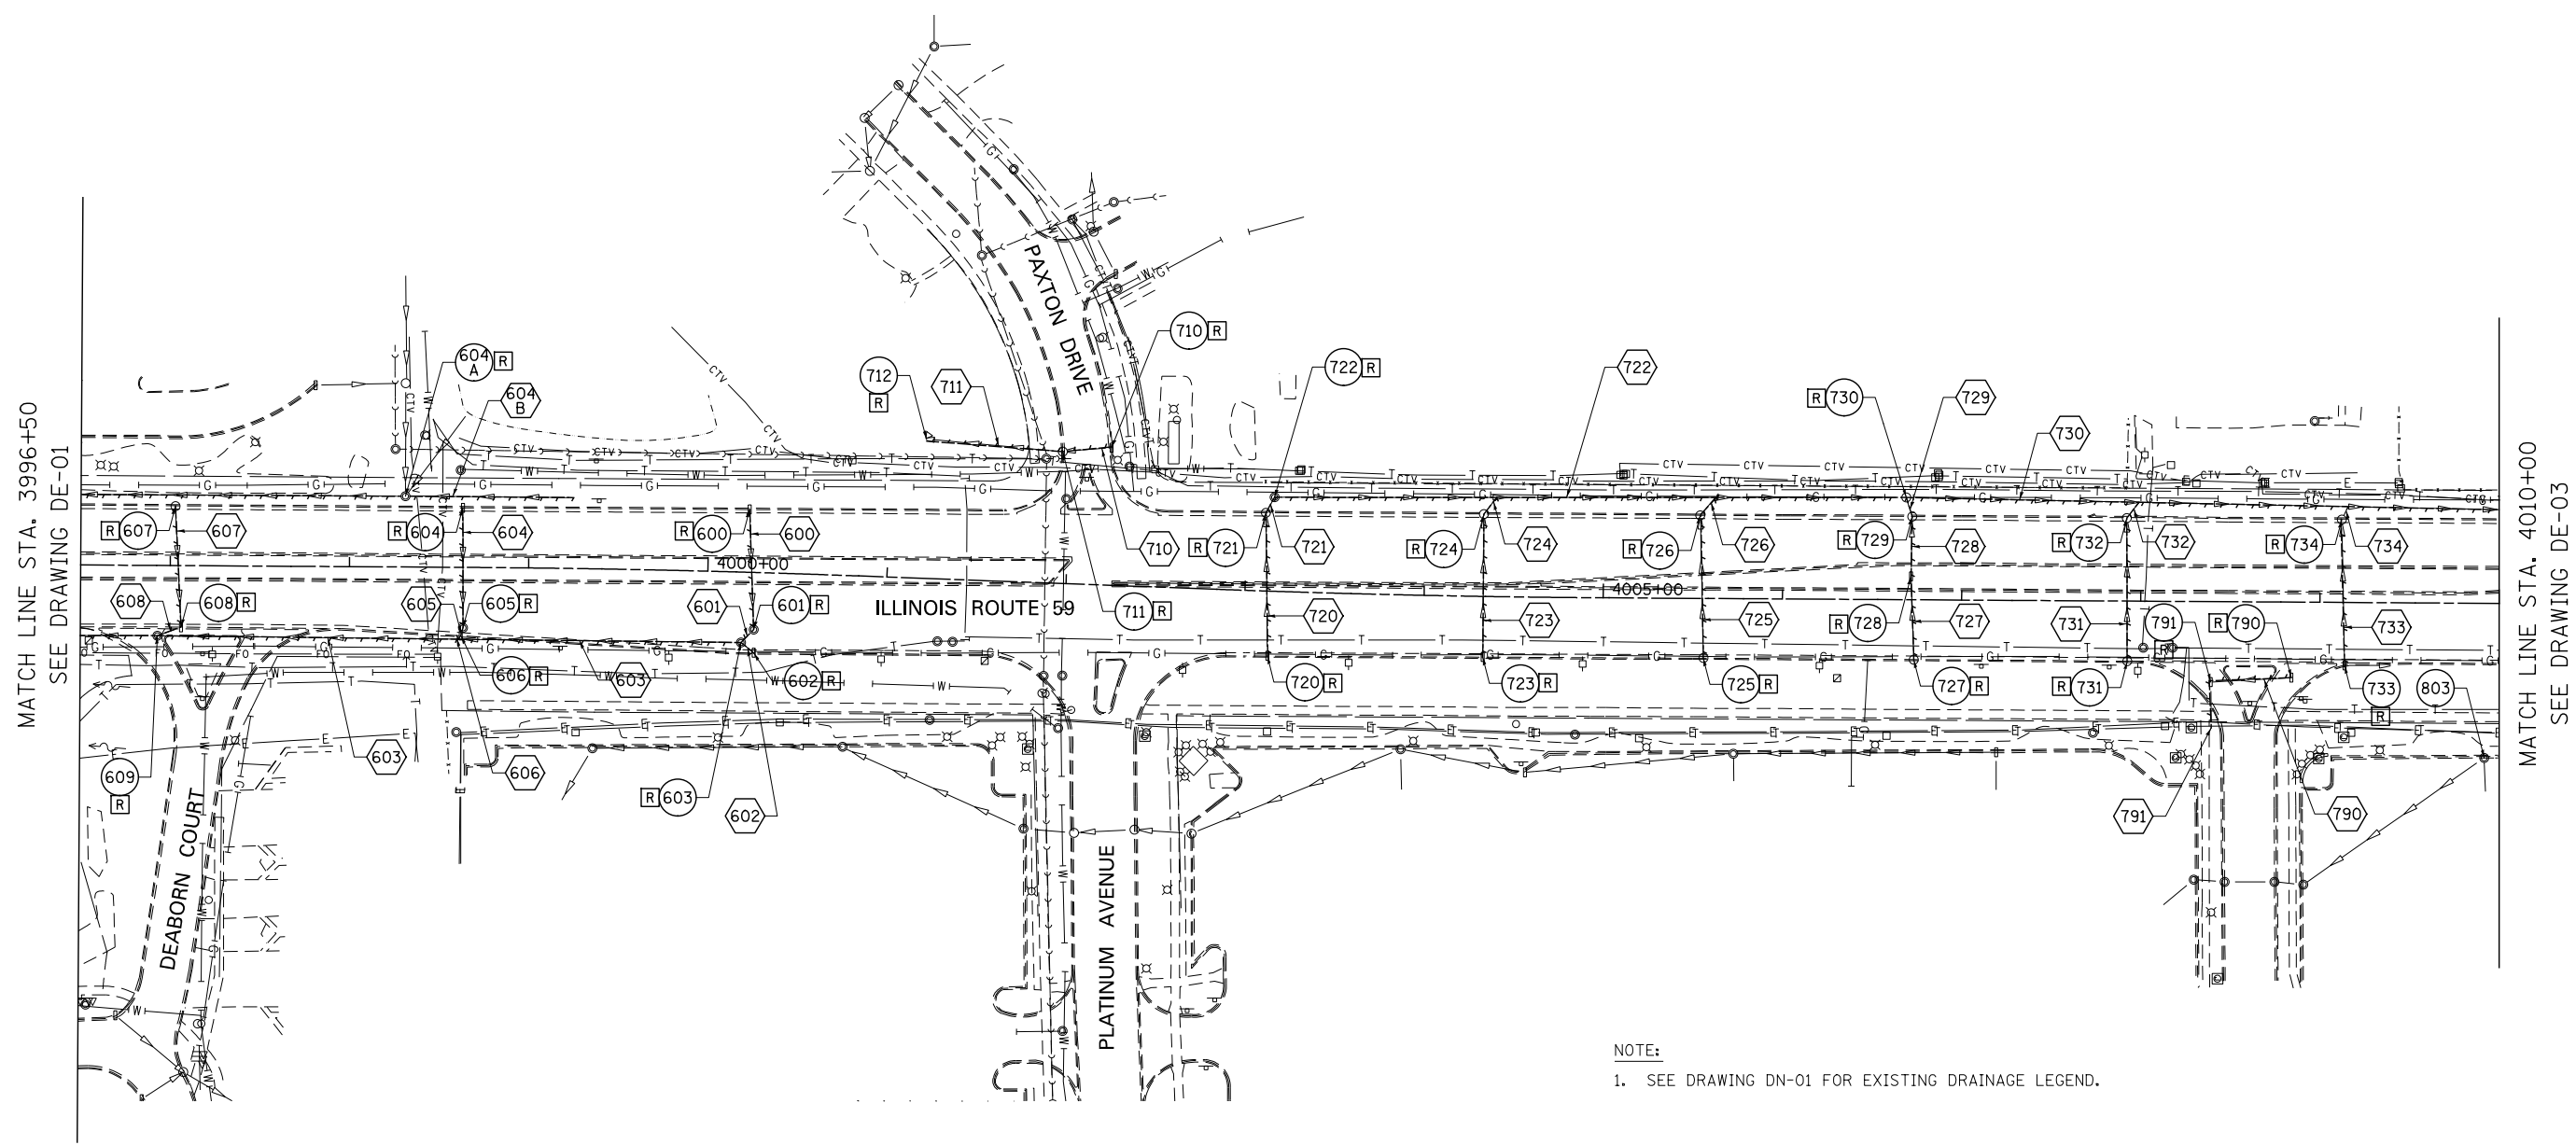 MATCH LINE STA. 3996+50
SEE DRAWING DE-01
PAXTON DRIVE
710 R
604 A R
604 B
712 R
711
722 R
722
R 730
729
730
R 607
607
R 604
604
R 600
600
4000+00
710
R 721
721
R 724
724
R 726
726
R 729
728
R 732
732
R 734
734
608
608 R
605
605 R
601
601 R
ILLINOIS ROUTE 59
711 R
4005+00
720
723
725
R 728
727
731
791
R
R 790
733
606 R
603
602 R
720 R
723 R
725 R
727 R
R 731
733 R
803
609 R
603
606
R 603
602
791
790
DEABORN COURT
PLATINUM AVENUE
MATCH LINE STA. 4010+00
SEE DRAWING DE-03
NOTE:
1. SEE DRAWING DN-01 FOR EXISTING DRAINAGE LEGEND.